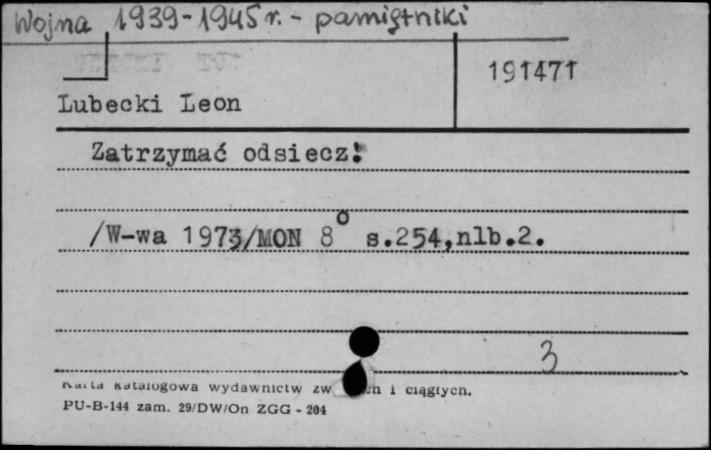 Wojna 1939-1945 r. - pamiętniki
191471
Lubecki Leon
Zatrzymać odsiecz!
/W-wa 1973/MON 8° s.254,nlb.2.
3
Karta katalogowa wydawnictw i ciągłych.
PU-B-144 zam. 29/DW/On ZGG - 204